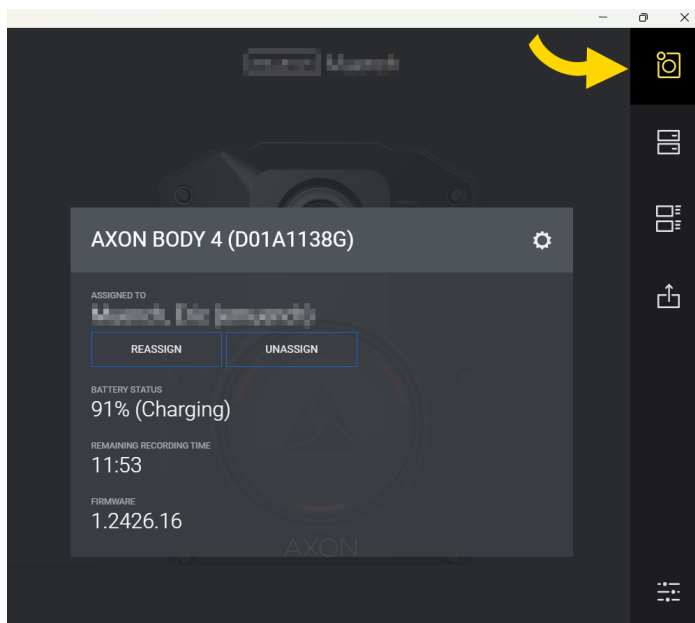 AXON BODY 4 (D01A1138G)
ASSIGNED TO
REASSIGN UNASSIGN
BATTERY STATUS
91% (Charging)
REMAINING RECORDING TIME
11:53
FIRMWARE
1.2426.16
AXON